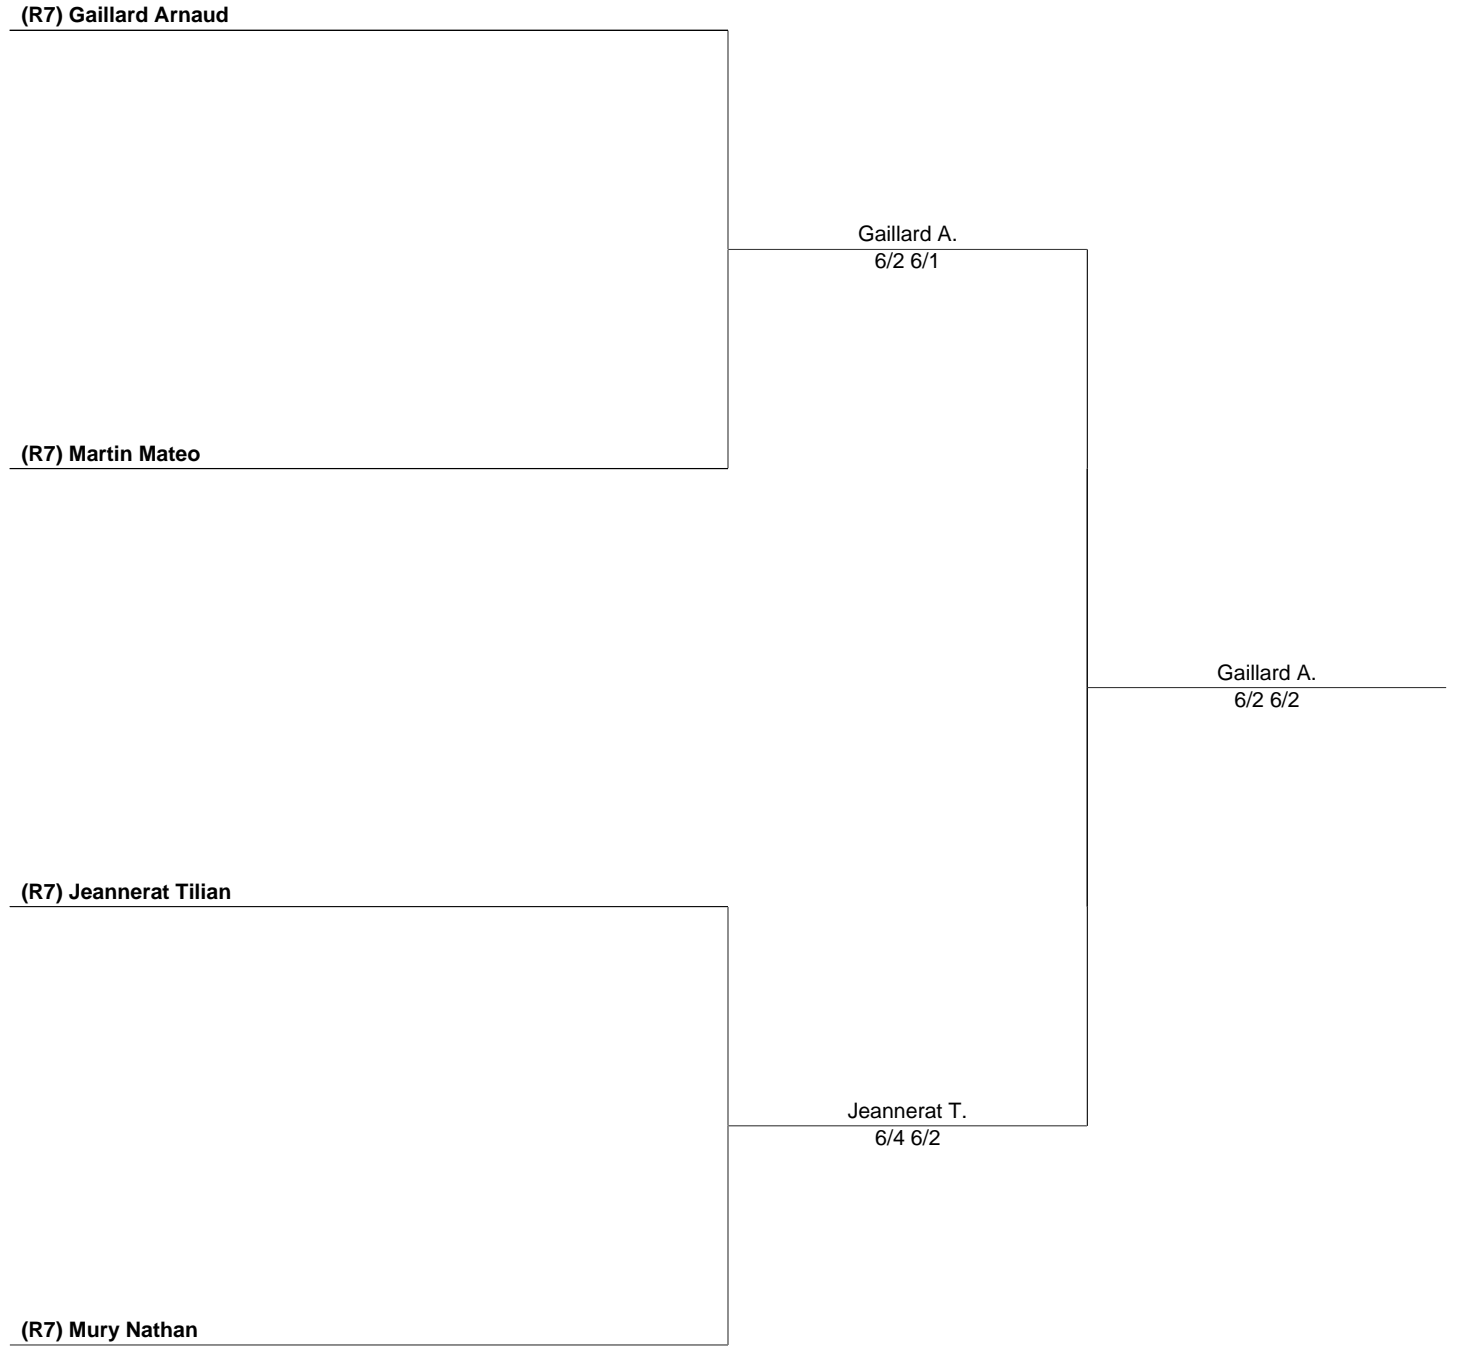 (R7) Gaillard Arnaud
Gaillard A.
6/2 6/1
(R7) Martin Mateo
Gaillard A.
6/2 6/2
(R7) Jeannerat Tilian
Jeannerat T.
6/4 6/2
(R7) Mury Nathan